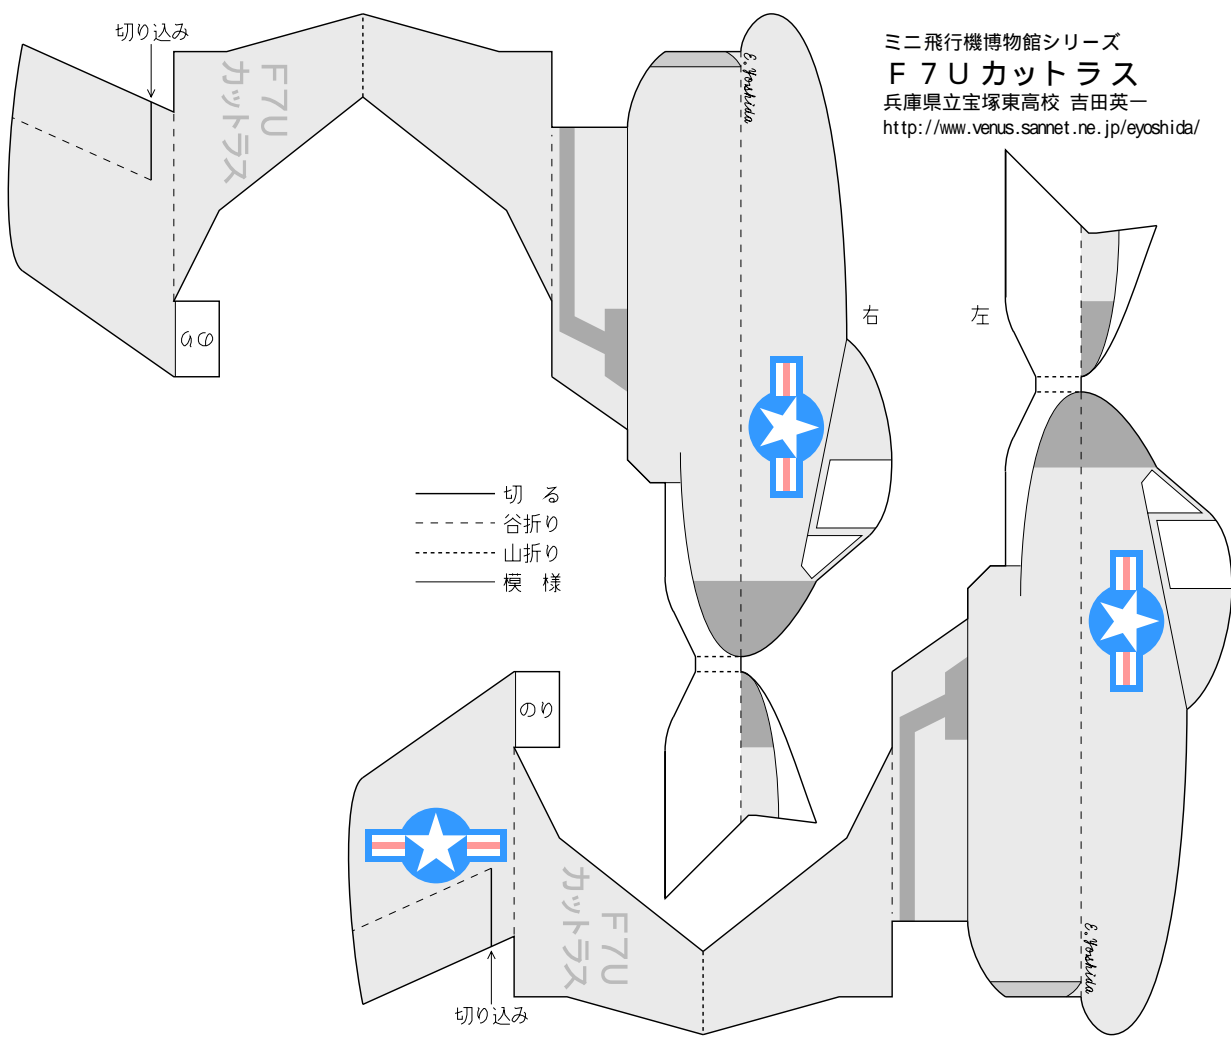 ミニ飛行機博物館シリーズ
F7Uカットラス
兵庫県立宝塚東高校 吉田英一
http://www.venus.sannet.ne.jp/eyoshida/
切り込み
F7U
カットラス
E.Yoshida
のり
右
左
切 る
谷折り
山折り
模 様
のり
F7U
カットラス
E.Yoshida
切り込み